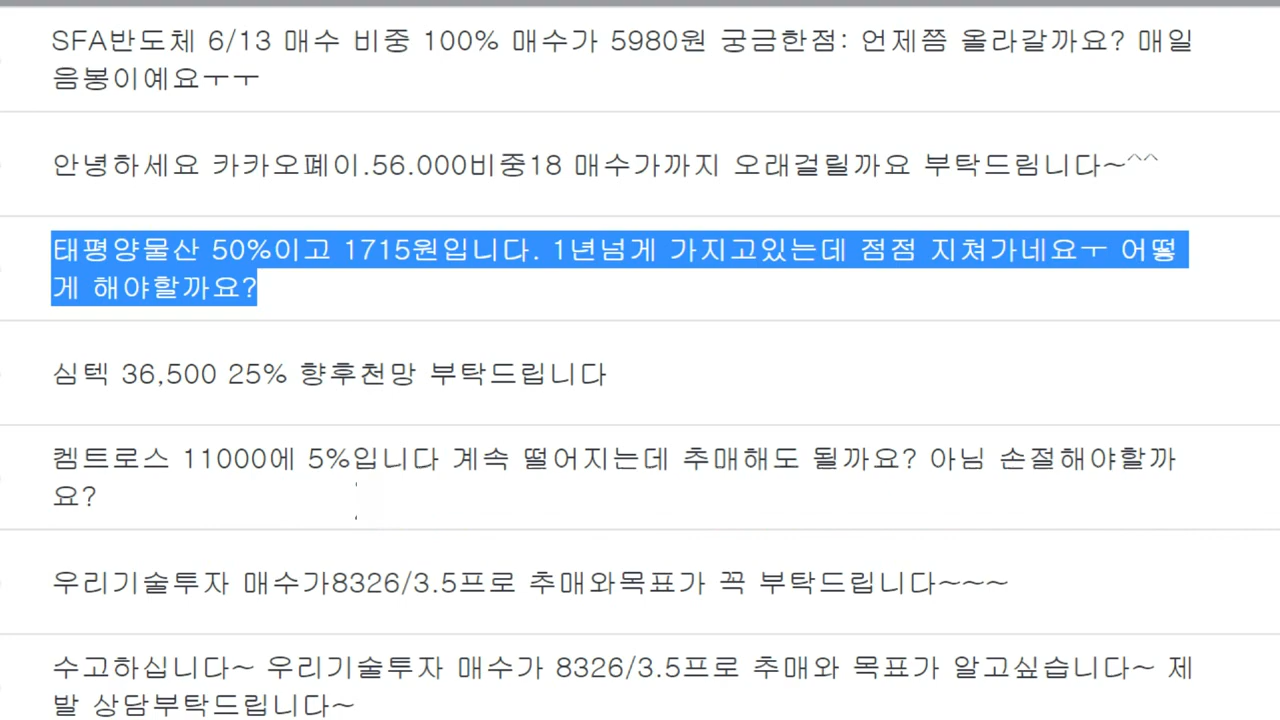 SFA반도체 6/13 매수 비중 100% 매수가 5980원 궁금한점: 언제쯤 올라갈까요? 매일
음봉이예요ㅜㅜ
안녕하세요 카카오폐이.56.000비중18 매수가까지 오래걸릴까요 부탁드림니다~^^
태평양물산 50%이고 1715원입니다. 1년넘게 가지고있는데 점점 지쳐가네요ㅜ 어떻
게 해야할까요?
심텍 36,500 25% 향후천망 부탁드립니다
켐트로스 11000에 5%입니다 계속 떨어지는데 추매해도 될까요? 아님 손절해야할까
요?
우리기술투자 매수가8326/3.5프로 추매와목표가 꼭 부탁드립니다~~~
수고하십니다~ 우리기술투자 매수가 8326/3.5프로 추매와 목표가 알고싶습니다~ 제
발 상담부탁드립니다~